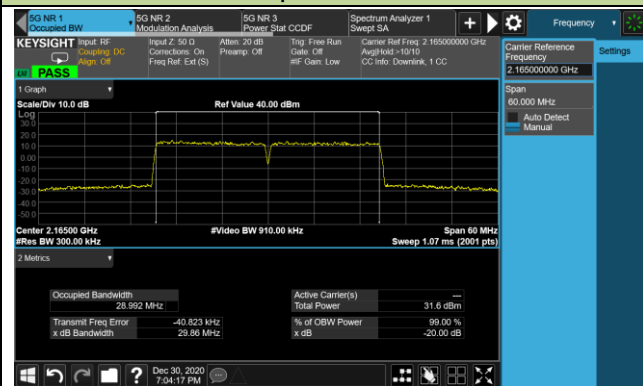 5G NR 1
Occupied BW
5G NR 2
Modulation Analysis
5G NR 3
Power Stat CCDF
Spectrum Analyzer 1
Swept SA
Frequency
KEYSIGHT
Input: RF
Coupling: DC
Align: Off
Input Z: 50 Ω
Corrections: On
Freq Ref: Ext (S)
Atten: 20 dB
Preamp: Off
Trig: Free Run
Gate: Off
#IF Gain: Low
Carrier Ref Freq: 2.165000000 GHz
Avg|Hold:>10/10
CC Info: Downlink, 1 CC
PASS
Carrier Reference
Frequency
2.165000000 GHz
Settings
Span
60.000 MHz
Auto Detect
Manual
1 Graph
Scale/Div 10.0 dB
Ref Value 40.00 dBm
Log
30.0
20.0
10.0
0.00
-10.0
-20.0
-30.0
-40.0
-50.0
Center 2.16500 GHz
#Video BW 910.00 kHz
Span 60 MHz
#Res BW 300.00 kHz
Sweep 1.07 ms (2001 pts)
2 Metrics
Occupied Bandwidth
28.992 MHz
Active Carrier(s)
---
Total Power
31.6 dBm
Transmit Freq Error
-40.823 kHz
% of OBW Power
99.00 %
x dB Bandwidth
29.86 MHz
x dB
-20.00 dB
?
Dec 30, 2020
7:04:17 PM